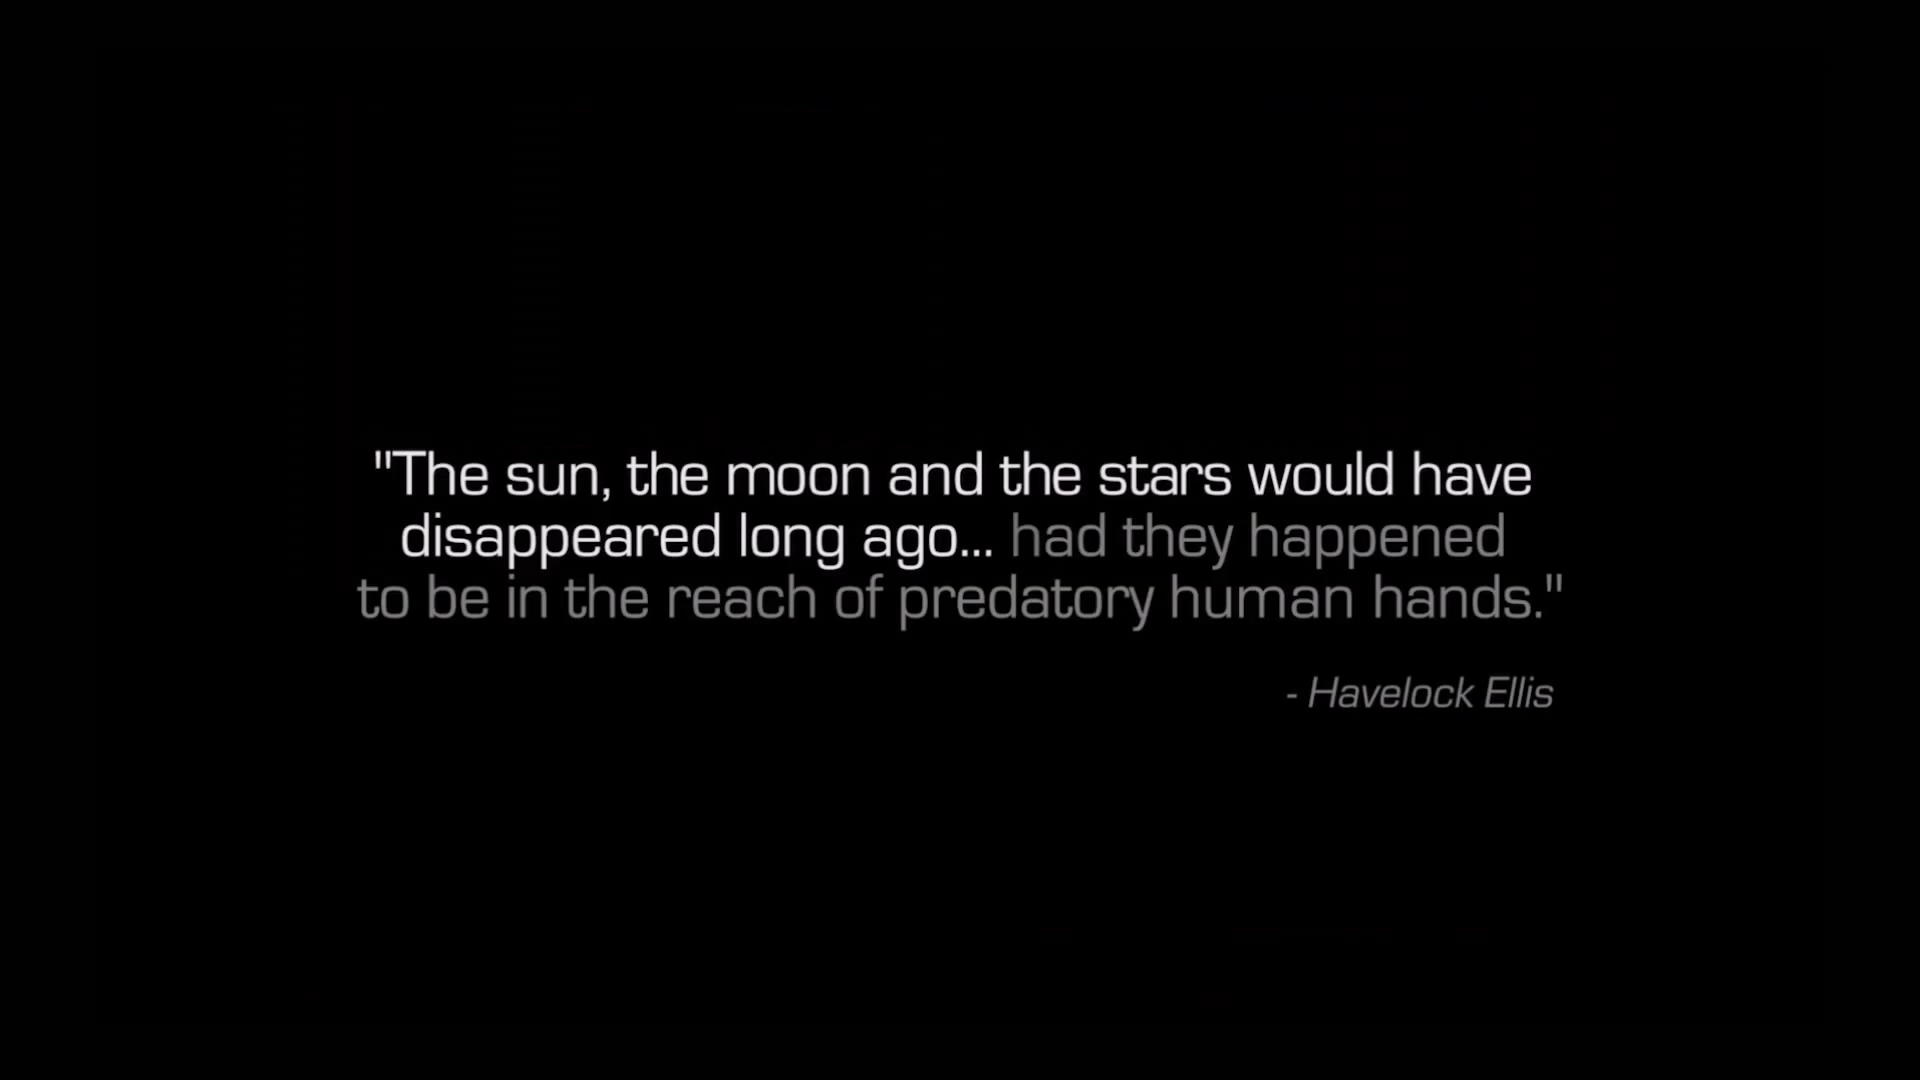 "The sun, the moon and the stars would have
disappeared long ago... had they happened
to be in the reach of predatory human hands."
- Havelock Ellis